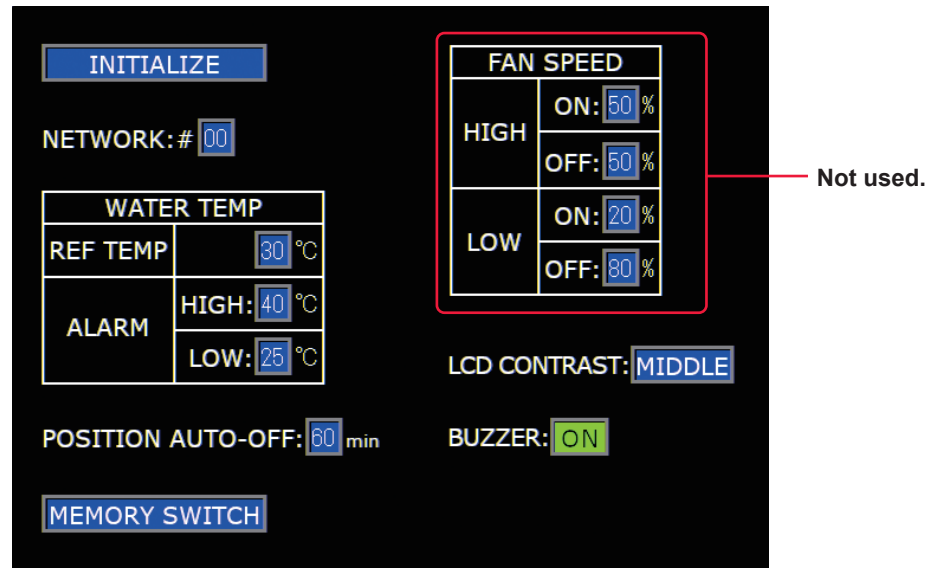 INITIALIZE
NETWORK:# 00
WATER TEMP
REF TEMP 30 °C
ALARM
HIGH: 40 °C
LOW: 25 °C
POSITION AUTO-OFF: 60 min
MEMORY SWITCH
FAN SPEED
HIGH
ON: 50 %
OFF: 50 %
LOW
ON: 20 %
OFF: 80 %
Not used.
LCD CONTRAST: MIDDLE
BUZZER: ON